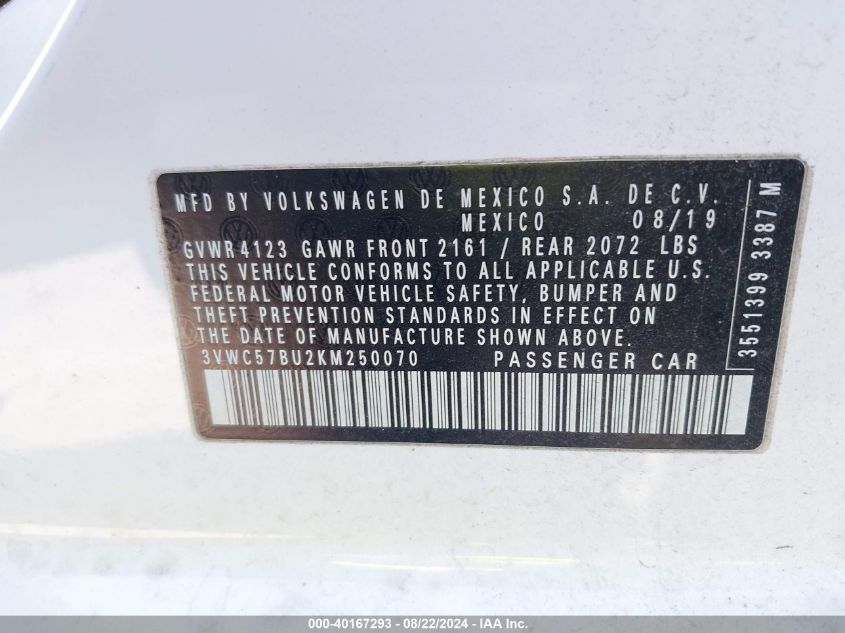 MFD BY VOLKSWAGEN DE MEXICO S.A. DE C.V.
MEXICO 08/19
GVWR 4123 GAWR FRONT 2161 / REAR 2072 LBS
THIS VEHICLE CONFORMS TO ALL APPLICABLE U.S.
FEDERAL MOTOR VEHICLE SAFETY, BUMPER AND
THEFT PREVENTION STANDARDS IN EFFECT ON
THE DATE OF MANUFACTURE SHOWN ABOVE.
3VWC57BU2KM250070 PASSENGER CAR
3551399 3387 M
000-40167293 - 08/22/2024 - IAA Inc.